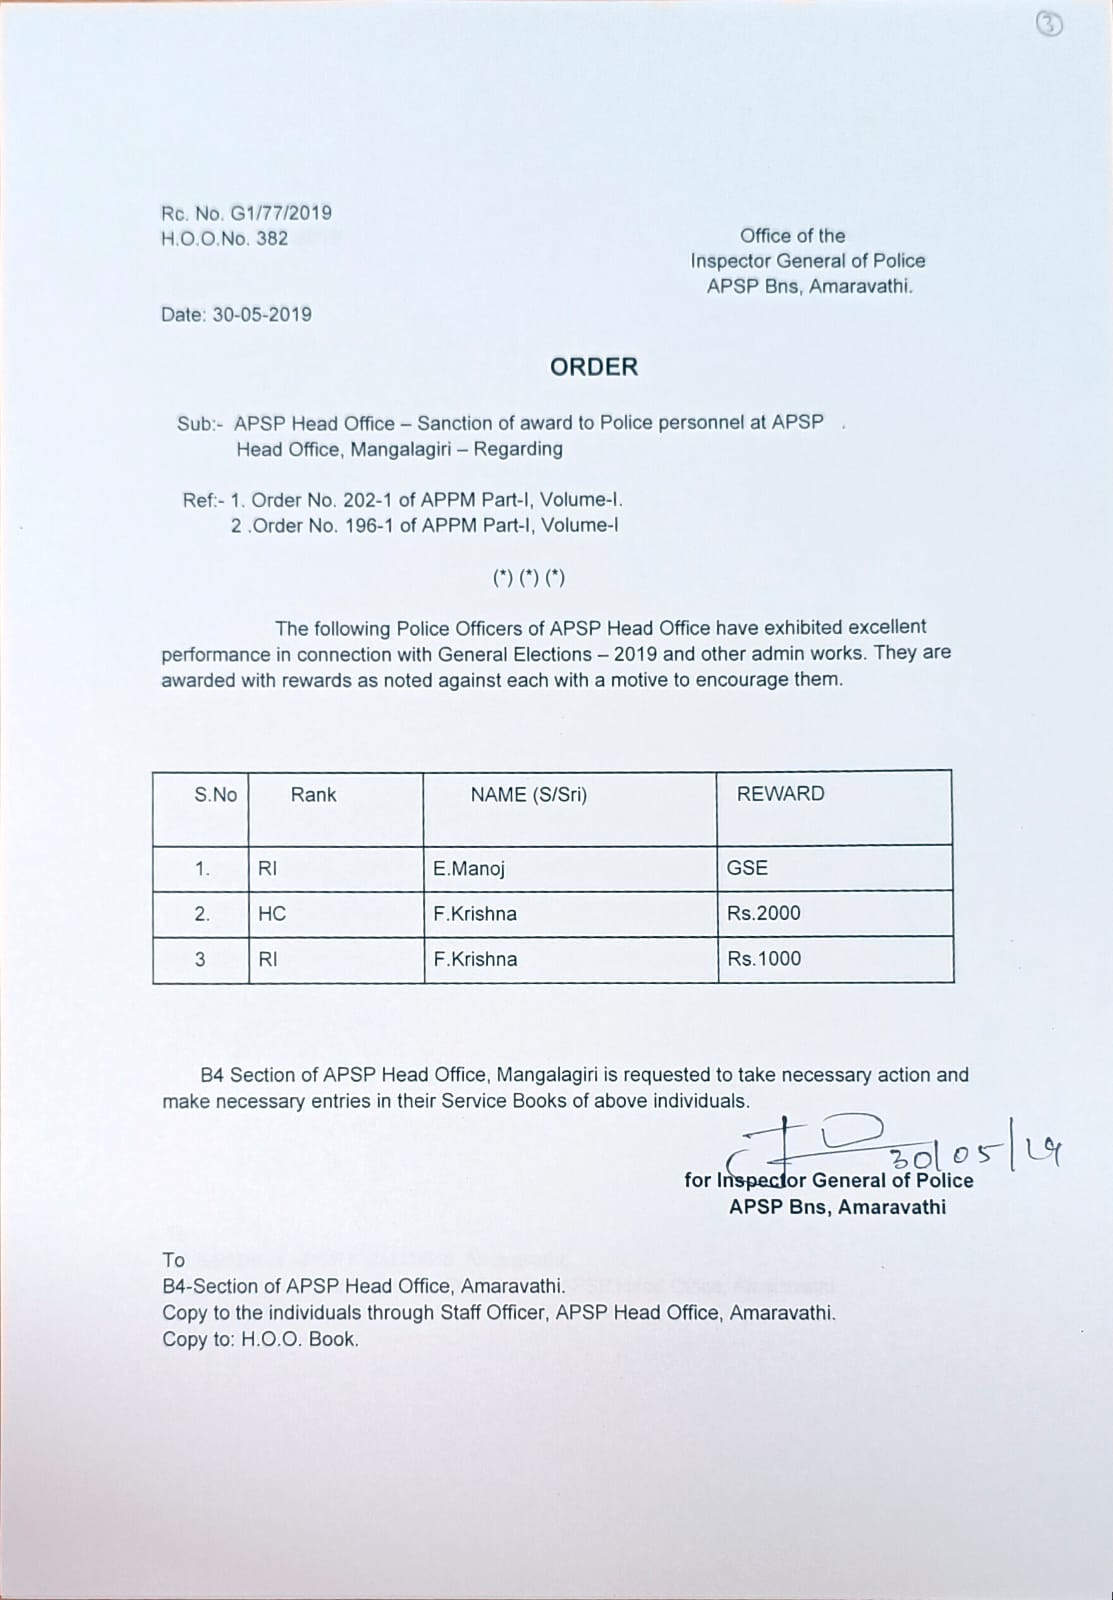 3
Rc. No. G1/77/2019
H.O.O.No. 382
Office of the
Inspector General of Police
APSP Bns, Amaravathi.
Date: 30-05-2019
ORDER
Sub:- APSP Head Office – Sanction of award to Police personnel at APSP .
Head Office, Mangalagiri – Regarding
Ref:- 1. Order No. 202-1 of APPM Part-I, Volume-I.
2 .Order No. 196-1 of APPM Part-I, Volume-I
(*) (*) (*)
The following Police Officers of APSP Head Office have exhibited excellent
performance in connection with General Elections – 2019 and other admin works. They are
awarded with rewards as noted against each with a motive to encourage them.
S.No Rank NAME (S/Sri) REWARD
1. RI E.Manoj GSE
2. HC F.Krishna Rs.2000
3 RI F.Krishna Rs.1000
B4 Section of APSP Head Office, Mangalagiri is requested to take necessary action and
make necessary entries in their Service Books of above individuals.
30/05/19
for Inspector General of Police
APSP Bns, Amaravathi
To
B4-Section of APSP Head Office, Amaravathi.
Copy to the individuals through Staff Officer, APSP Head Office, Amaravathi.
Copy to: H.O.O. Book.